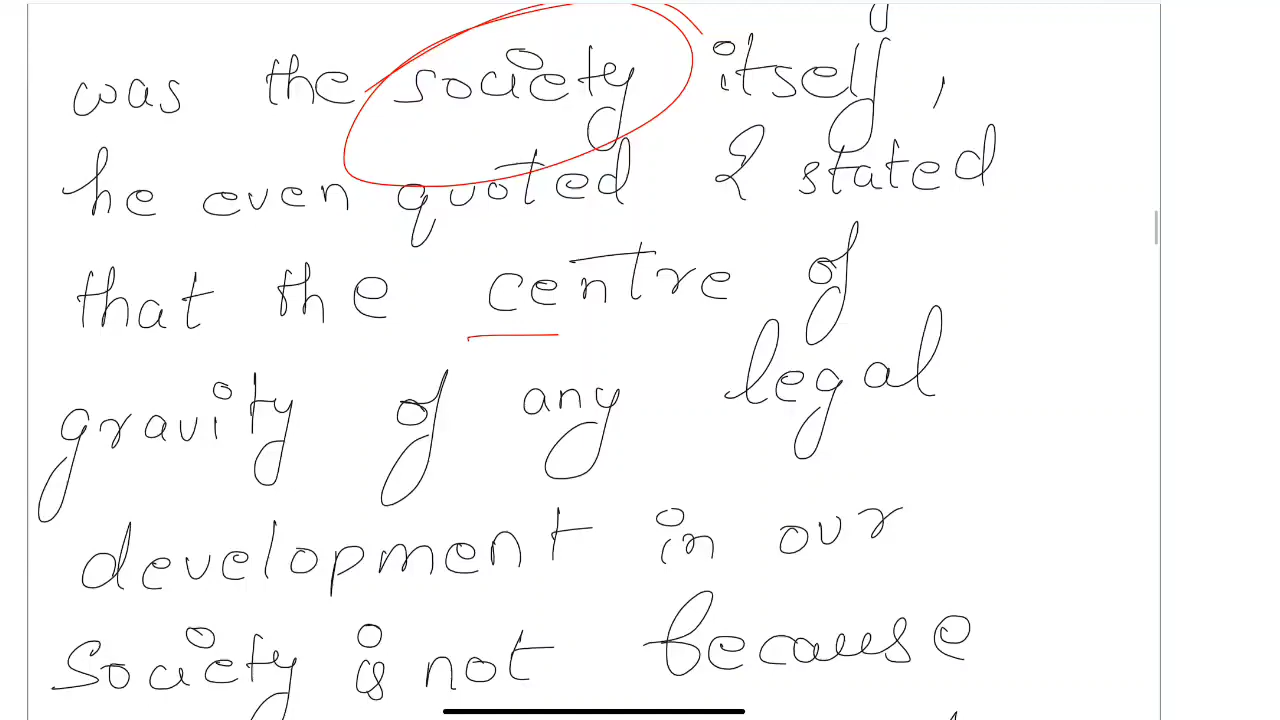 was the society itself,
he even quoted & stated
that the centre of
gravity of any legal
development in our
society is not because